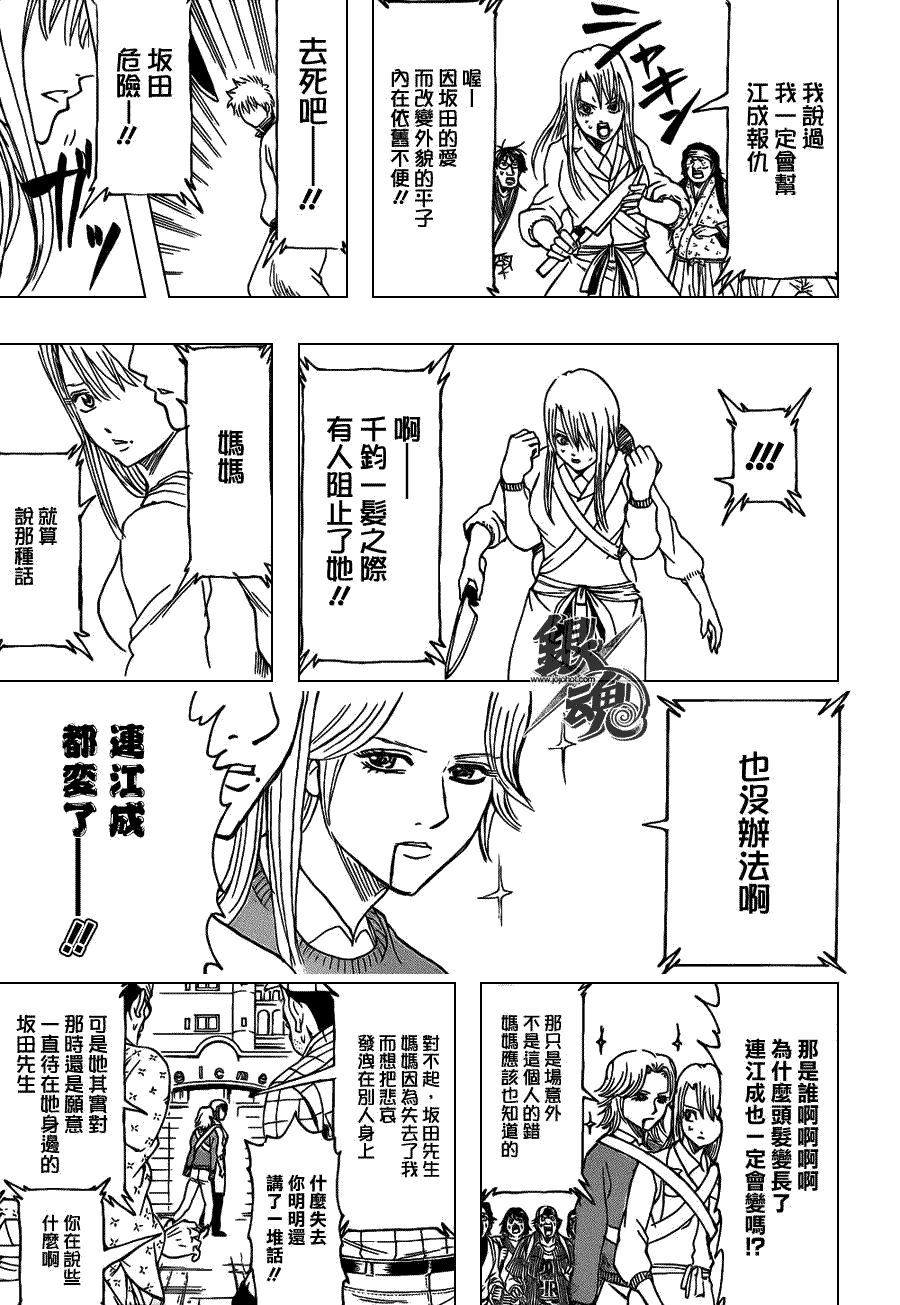 我說過
我一定會幫
江成報仇
シャキン
喔—
因坂田的愛
而改變外貌的平子
內在依舊不便!!
去死吧——!!
坂田
危險—!!
ガッ
!!!
啊——
千鈞一髮之際
有人阻止了她!!
媽媽
就算
說那種話
銀魂
www.jojohot.com
也沒辦法啊
連江成
都変了——!!
那是誰啊啊啊啊
為什麼頭髮變長了
連江成也一定會變嗎!?
那只是場意外
不是這個人的錯
媽媽應該也知道的
對不起，坂田先生
媽媽因為失去了我
而想把悲哀
發洩在別人身上
什麼失去
你明明還
講了一堆話!!
elcme
可是她其實對
那時還是願意
一直待在她身邊的
坂田先生
你在說些
什麼啊